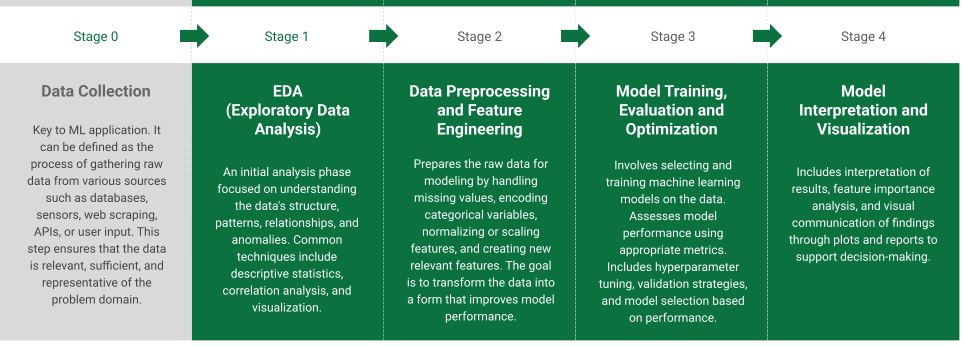 Stage 0
Stage 1
Stage 2
Stage 3
Stage 4
Data Collection
Key to ML application. It
can be defined as the
process of gathering raw
data from various sources
such as databases,
sensors, web scraping,
APIs, or user input. This
step ensures that the data
is relevant, sufficient, and
representative of the
problem domain.
EDA
(Exploratory Data
Analysis)
An initial analysis phase
focused on understanding
the data's structure,
patterns, relationships, and
anomalies. Common
techniques include
descriptive statistics,
correlation analysis, and
visualization.
Data Preprocessing
and Feature
Engineering
Prepares the raw data for
modeling by handling
missing values, encoding
categorical variables,
normalizing or scaling
features, and creating new
relevant features. The goal
is to transform the data into
a form that improves model
performance.
Model Training,
Evaluation and
Optimization
Involves selecting and
training machine learning
models on the data.
Assesses model
performance using
appropriate metrics.
Includes hyperparameter
tuning, validation strategies,
and model selection based
on performance.
Model
Interpretation and
Visualization
Includes interpretation of
results, feature importance
analysis, and visual
communication of findings
through plots and reports to
support decision-making.